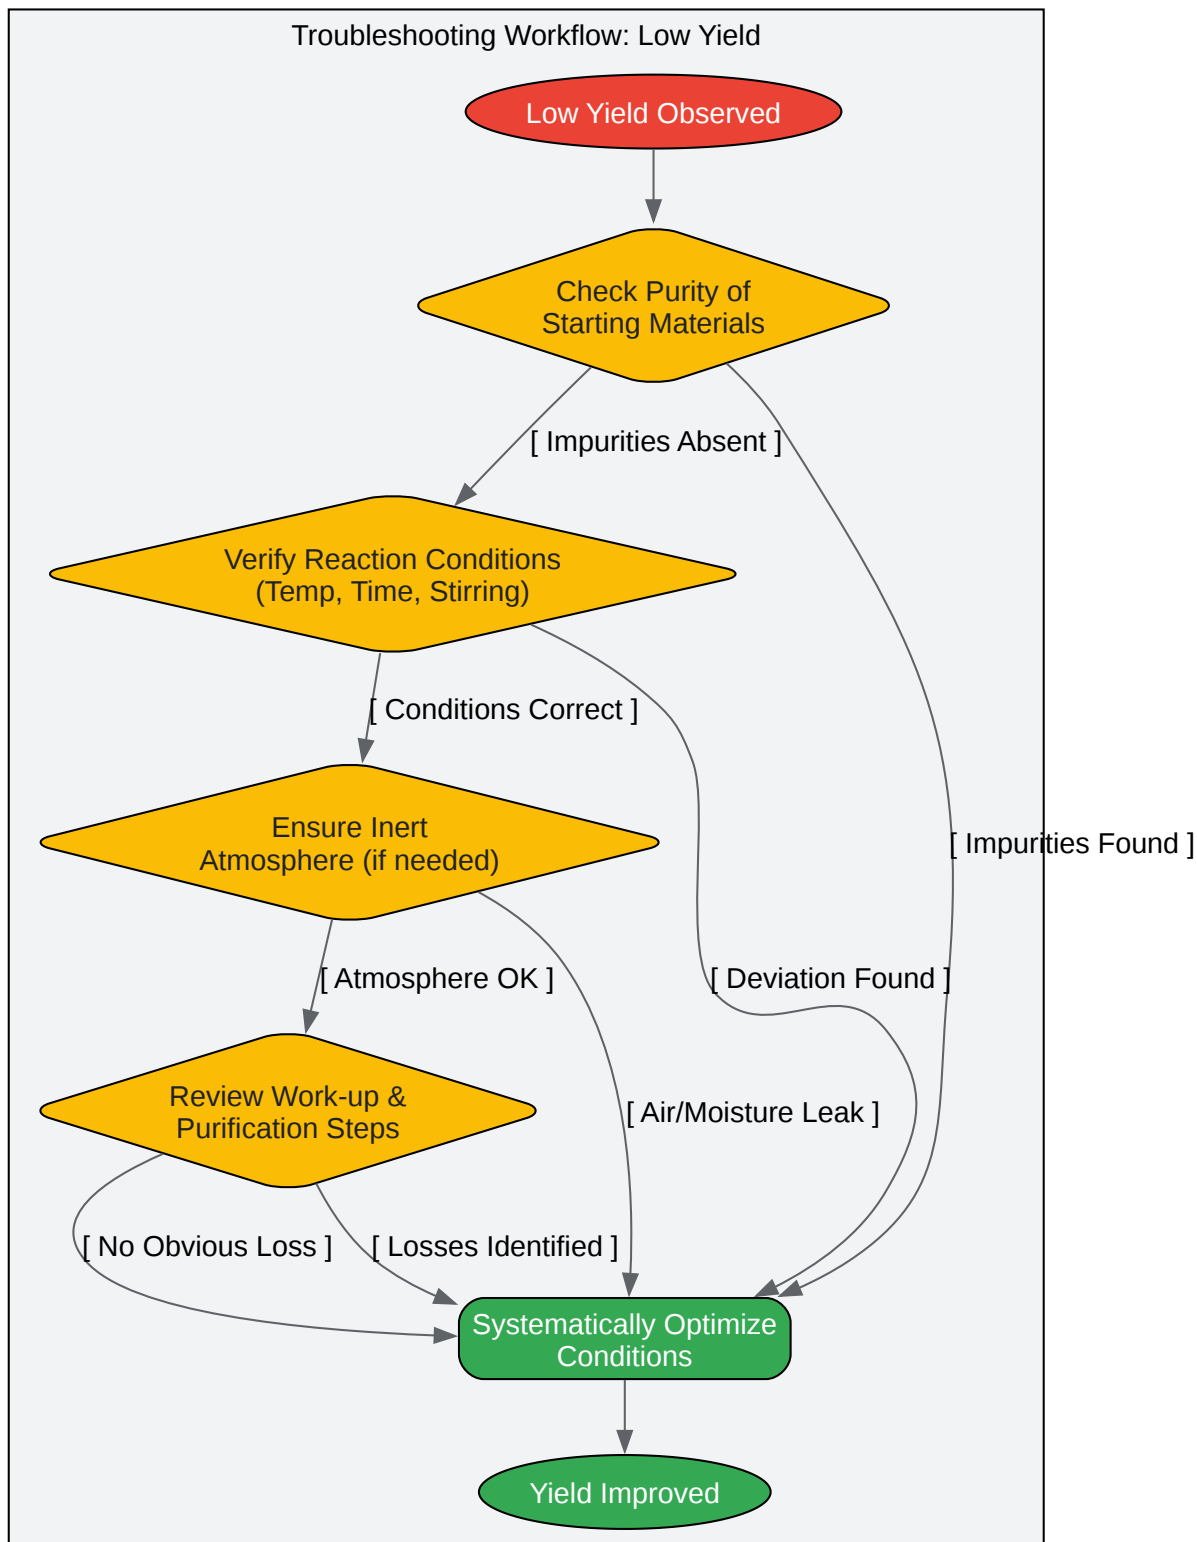 Troubleshooting Workflow: Low Yield
Low Yield Observed
Check Purity of
Starting Materials
[ Impurities Absent ]
Verify Reaction Conditions
(Temp, Time, Stirring)
[ Conditions Correct ]
Ensure Inert
Atmosphere (if needed)
[ Impurities Found ]
[ Atmosphere OK ]
[ Deviation Found ]
Review Work-up &
Purification Steps
[ Air/Moisture Leak ]
[ No Obvious Loss ]
[ Losses Identified ]
Systematically Optimize
Conditions
Yield Improved